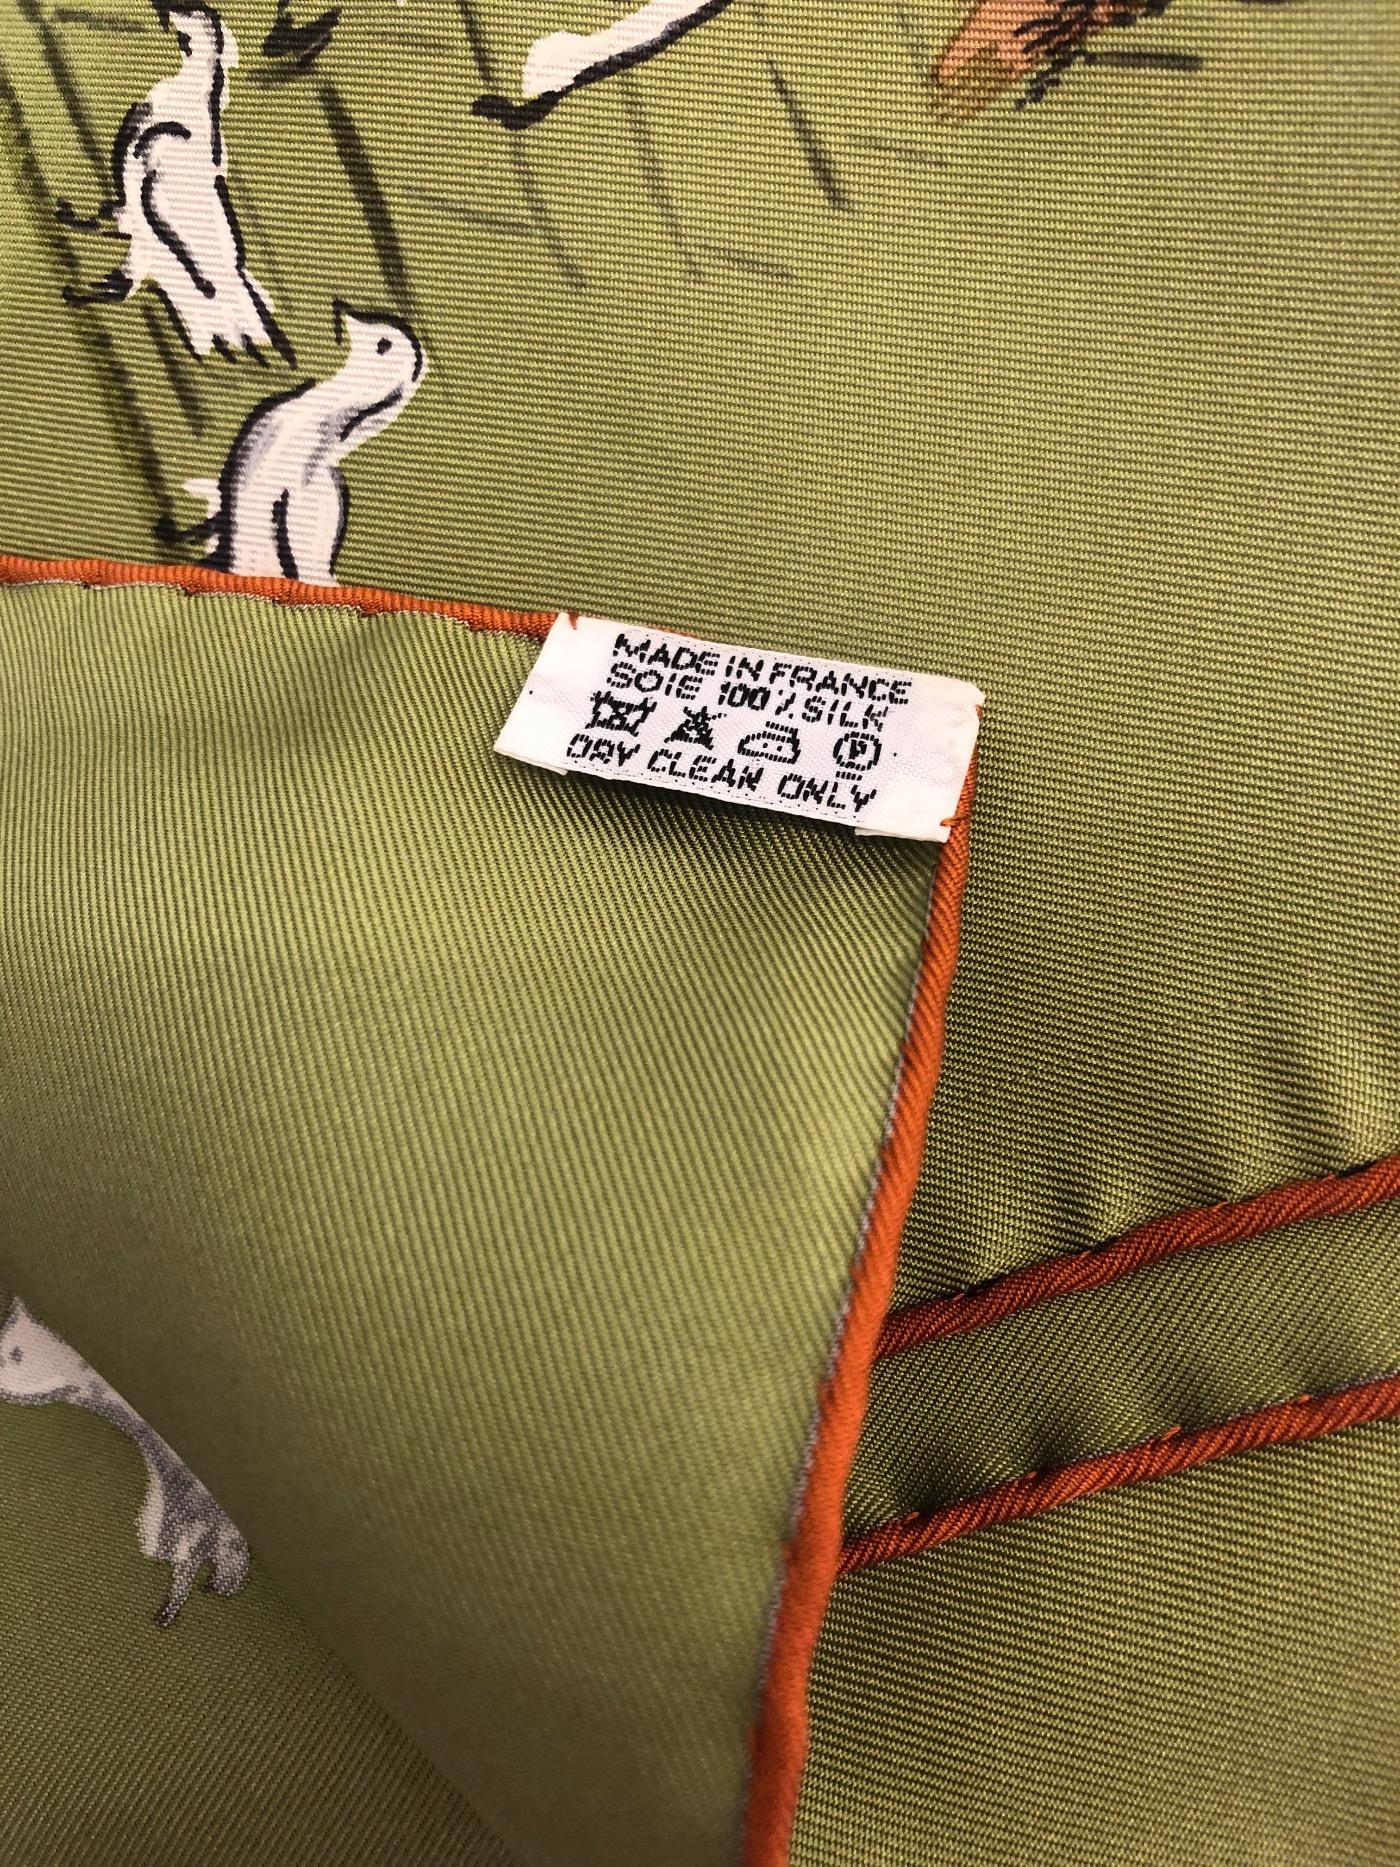 MADE IN FRANCE
SOIE 100% SILK
P
DRY CLEAN ONLY